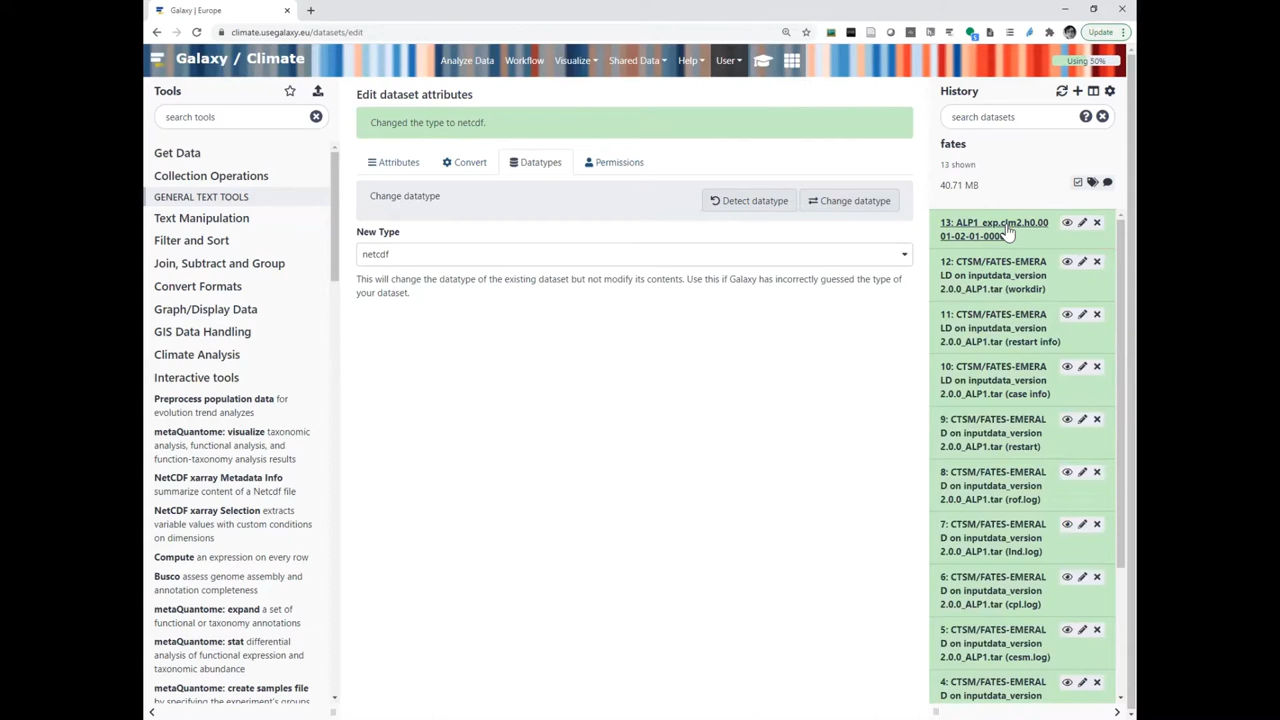 Galaxy | Europe
climate.usegalaxy.eu/datasets/edit
Update
Galaxy / Climate
Analyze Data Workflow Visualize Shared Data Help User
Using 50%
Tools
search tools
Get Data
Collection Operations
GENERAL TEXT TOOLS
Text Manipulation
Filter and Sort
Join, Subtract and Group
Convert Formats
Graph/Display Data
GIS Data Handling
Climate Analysis
Interactive tools
Preprocess population data for
evolution trend analyzes
metaQuantome: visualize taxonomic
analysis, functional analysis, and
function-taxonomy analysis results
NetCDF xarray Metadata Info
summarize content of a Netcdf file
NetCDF xarray Selection extracts
variable values with custom conditions
on dimensions
Compute an expression on every row
Busco assess genome assembly and
annotation completeness
metaQuantome: expand a set of
functional or taxonomy annotations
metaQuantome: stat differential
analysis of functional expression and
taxonomic abundance
metaQuantome: create samples file
by specifying the experiment's groups
Edit dataset attributes
Changed the type to netcdf.
Attributes Convert Datatypes Permissions
Change datatype
Detect datatype Change datatype
New Type
netcdf
This will change the datatype of the existing dataset but not modify its contents. Use this if Galaxy has incorrectly guessed the type of
your dataset.
History
search datasets
fates
13 shown
40.71 MB
13: ALP1_exp.clm2.h0.00
01-02-01-0000
12: CTSM/FATES-EMERA
LD on inputdata_version
2.0.0_ALP1.tar (workdir)
11: CTSM/FATES-EMERA
LD on inputdata_version
2.0.0_ALP1.tar (restart info)
10: CTSM/FATES-EMERA
LD on inputdata_version
2.0.0_ALP1.tar (case info)
9: CTSM/FATES-EMERAL
D on inputdata_version
2.0.0_ALP1.tar (restart)
8: CTSM/FATES-EMERAL
D on inputdata_version
2.0.0_ALP1.tar (rof.log)
7: CTSM/FATES-EMERAL
D on inputdata_version
2.0.0_ALP1.tar (lnd.log)
6: CTSM/FATES-EMERAL
D on inputdata_version
2.0.0_ALP1.tar (cpl.log)
5: CTSM/FATES-EMERAL
D on inputdata_version
2.0.0_ALP1.tar (cesm.log)
4: CTSM/FATES-EMERAL
D on inputdata_version